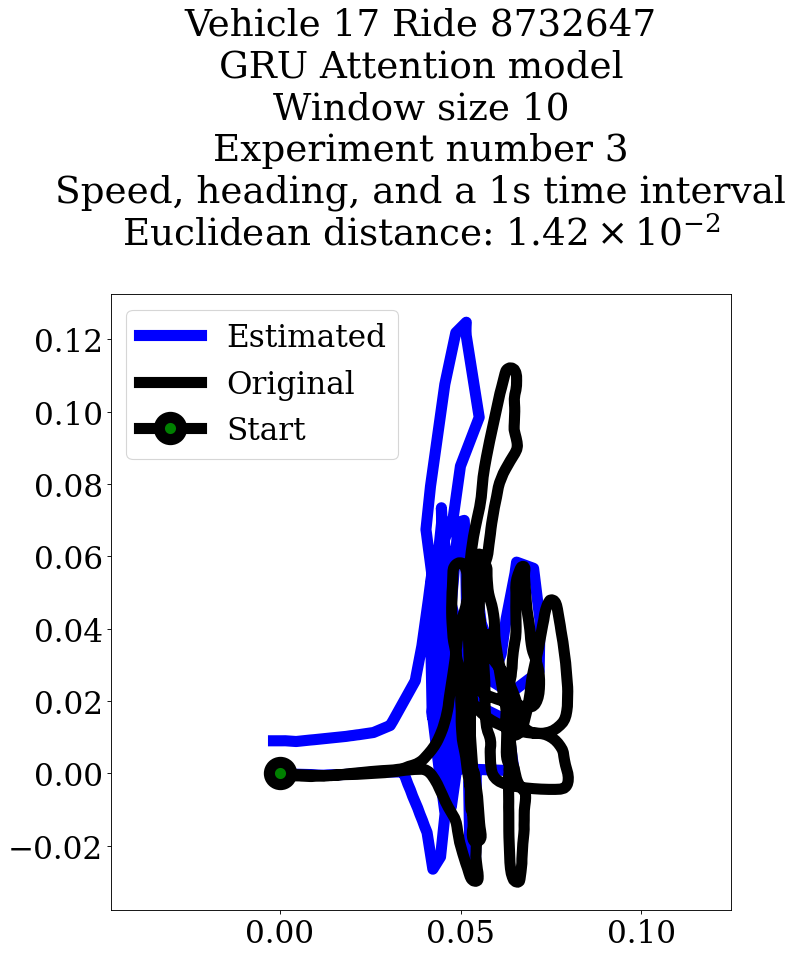 Vehicle 17 Ride 8732647
GRU Attention model
Window size 10
Experiment number 3
Speed, heading, and a 1s time interval
Euclidean distance: 1.42 × 10⁻²
Estimated
Original
Start
0.12
0.10
0.08
0.06
0.04
0.02
0.00
−0.02
0.00 0.05 0.10